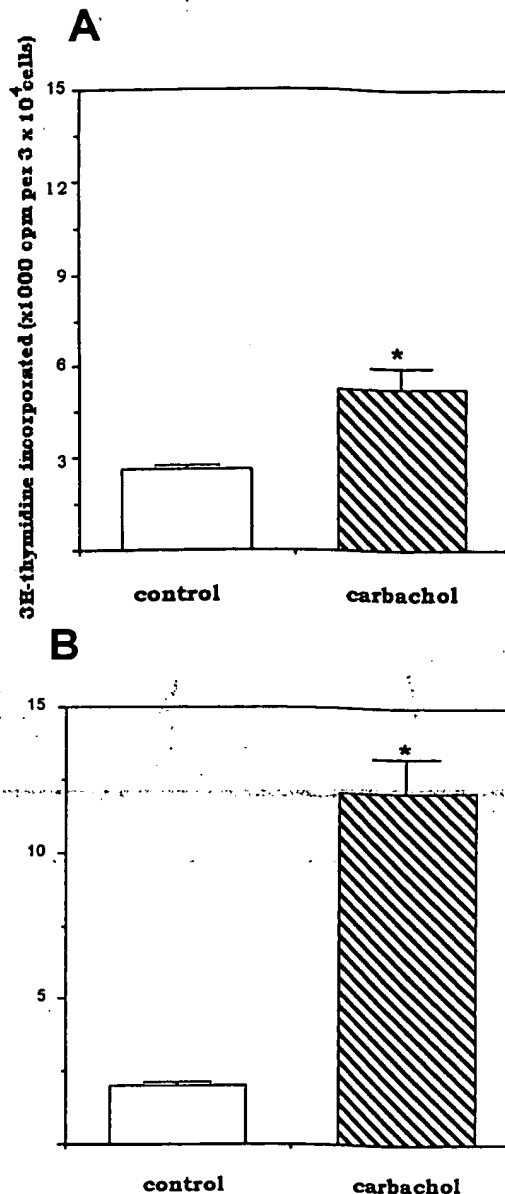 A
3H-thymidine incorporated (x1000 cpm per 3 x 10⁴ cells)
15
12
9
6
3
*
control carbachol
B
15
10
5
*
control carbachol